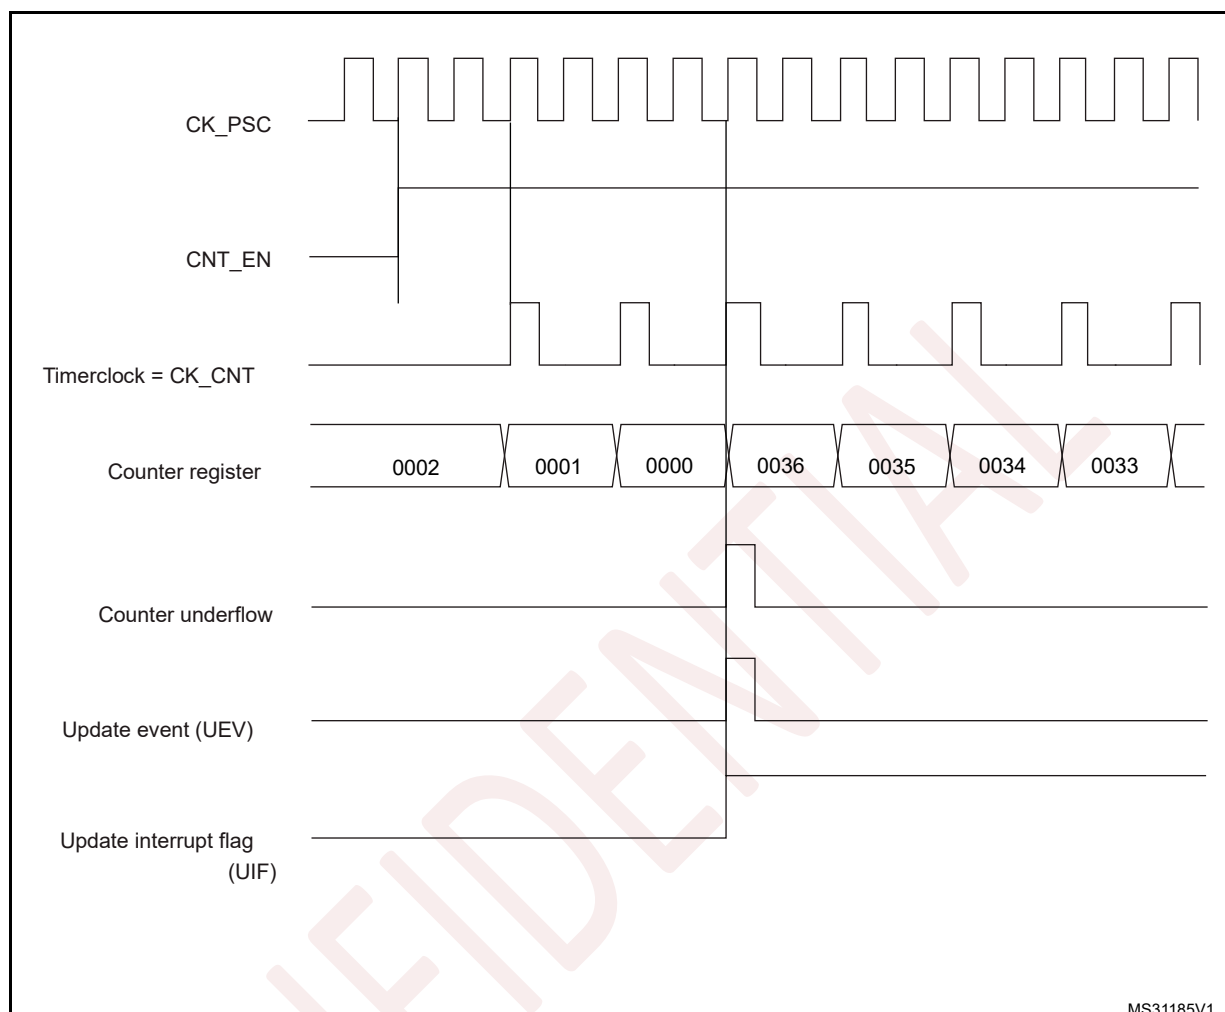 CK_PSC
CNT_EN
Timerclock = CK_CNT
Counter register
0002
0001
0000
0036
0035
0034
0033
Counter underflow
Update event (UEV)
Update interrupt flag
(UIF)
FIDENTIAL
MS31185V1